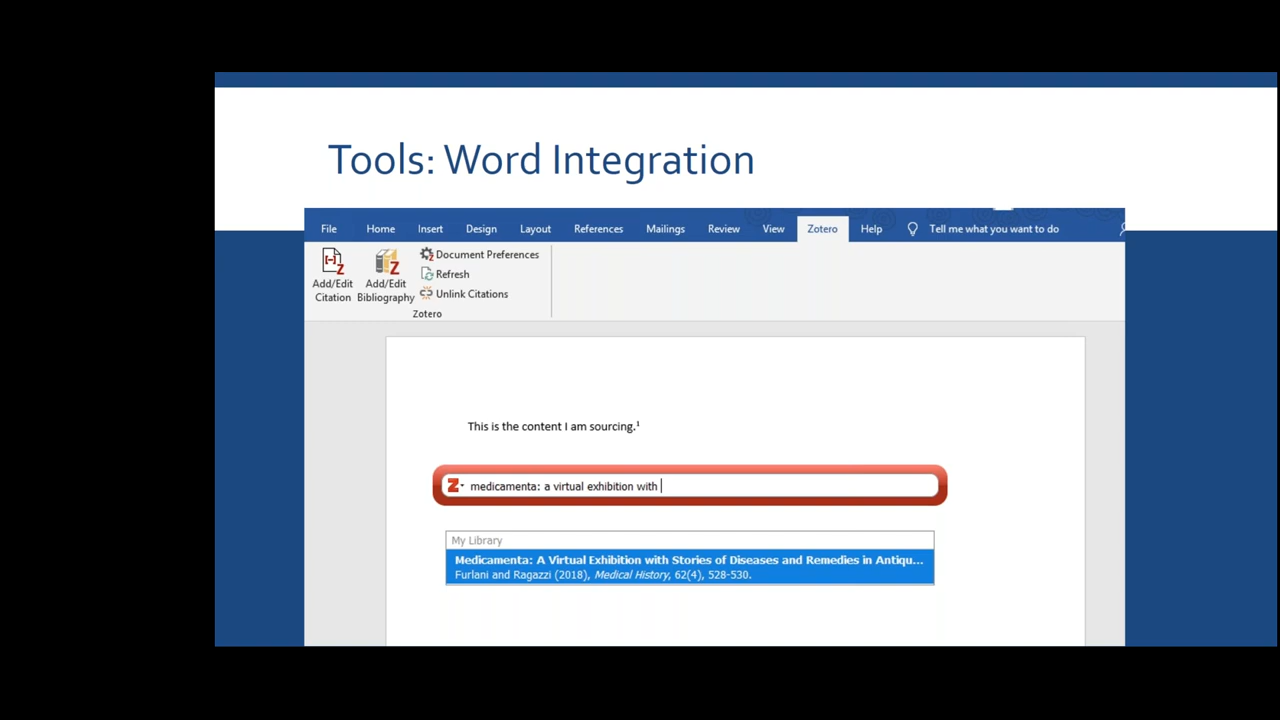 Tools: Word Integration
File Home Insert Design Layout References Mailings Review View Zotero Help Tell me what you want to do
Add/Edit Citation
Add/Edit Bibliography
Document Preferences
Refresh
Unlink Citations
Zotero
This is the content I am sourcing.¹
Z medicamenta: a virtual exhibition with
My Library
Medicamenta: A Virtual Exhibition with Stories of Diseases and Remedies in Antiqu...
Furlani and Ragazzi (2018), Medical History, 62(4), 528-530.